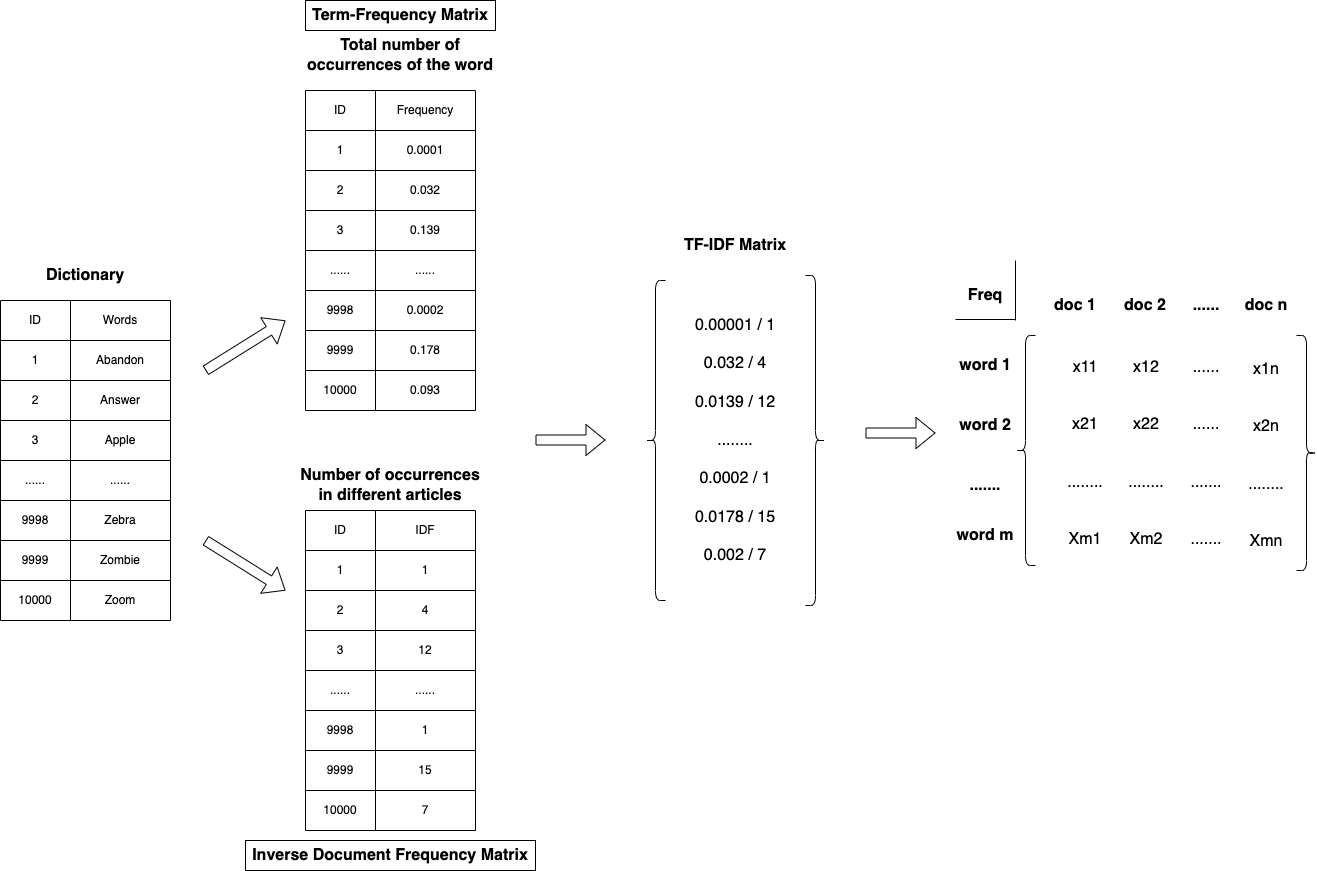 Term-Frequency Matrix
Total number of
occurrences of the word
ID Frequency
1 0.0001
2 0.032
3 0.139
...... ......
9998 0.0002
9999 0.178
10000 0.093
Dictionary
ID Words
1 Abandon
2 Answer
3 Apple
...... ......
9998 Zebra
9999 Zombie
10000 Zoom
Number of occurrences
in different articles
ID IDF
1 1
2 4
3 12
...... ......
9998 1
9999 15
10000 7
Inverse Document Frequency Matrix
TF-IDF Matrix
0.00001 / 1
0.032 / 4
0.0139 / 12
........
0.0002 / 1
0.0178 / 15
0.002 / 7
Freq doc 1 doc 2 ...... doc n
word 1 x11 x12 ...... x1n
word 2 x21 x22 ...... x2n
....... ........ ........ ....... ........
word m Xm1 Xm2 ....... Xmn